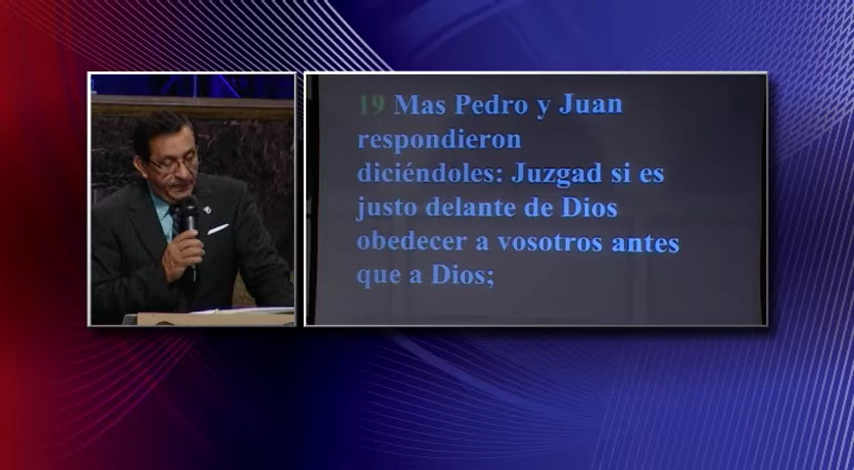 19 Mas Pedro y Juan
respondieron
diciéndoles: Juzgad si es
justo delante de Dios
obedecer a vosotros antes
que a Dios;